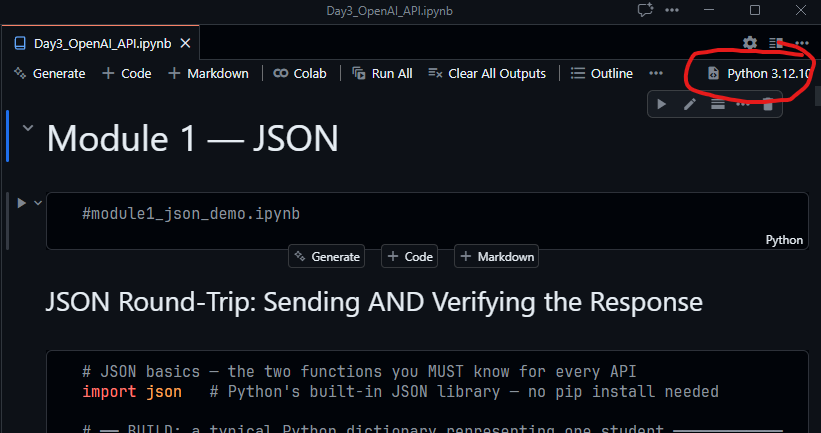 Day3_OpenAI_API.ipynb
Day3_OpenAI_API.ipynb
Generate + Code + Markdown Colab Run All Clear All Outputs Outline ... Python 3.12.10
Module 1 — JSON
#module1_json_demo.ipynb
Python
Generate + Code + Markdown
JSON Round-Trip: Sending AND Verifying the Response
# JSON basics — the two functions you MUST know for every API
import json # Python's built-in JSON library — no pip install needed
# —— BUILD: a typical Python dictionary representing one student ——————